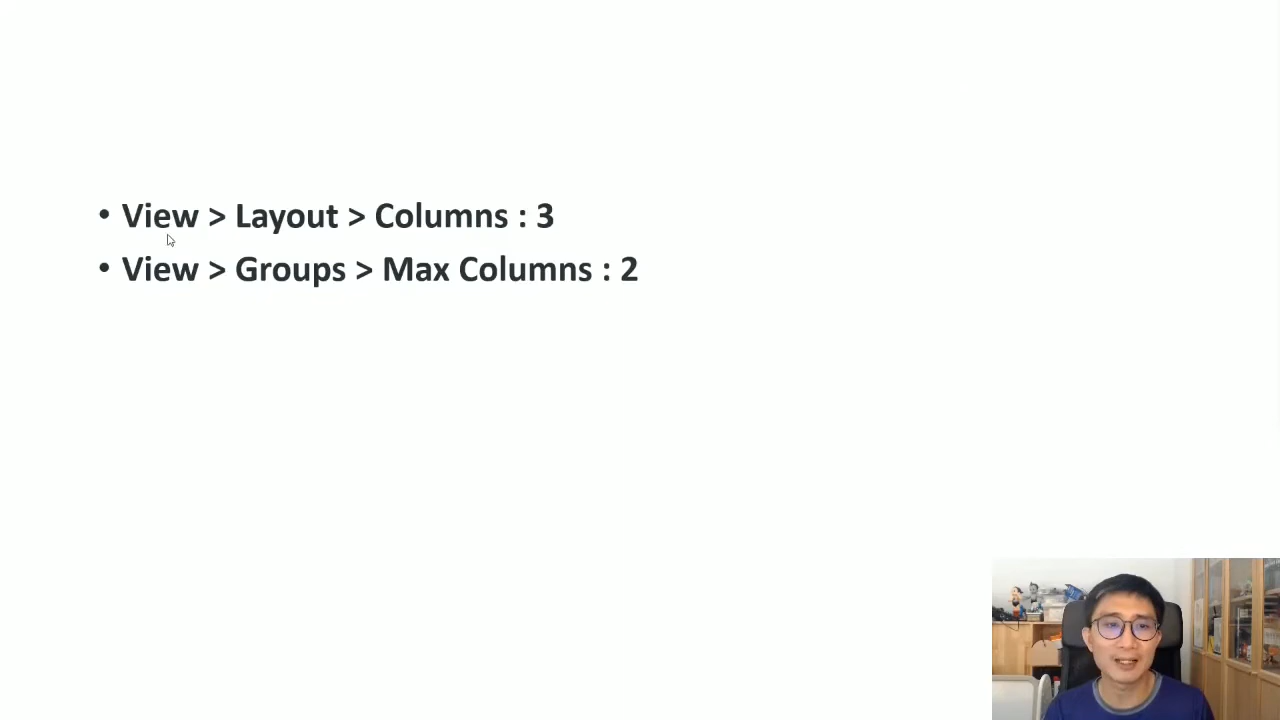 • View > Layout > Columns : 3
• View > Groups > Max Columns : 2